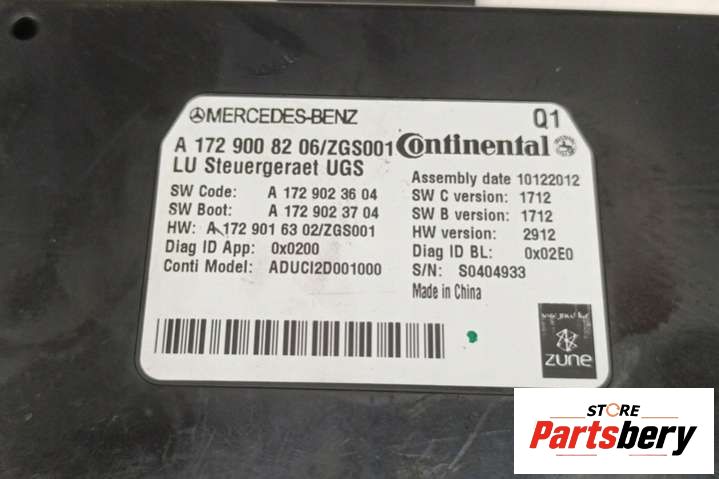 MERCEDES-BENZ
Q1
A 172 900 82 06/ZGS001 Continental
LU Steuergeraet UGS
Assembly date 10122012
SW Code: A 172 902 36 04
SW C version: 1712
SW Boot: A 172 902 37 04
SW B version: 1712
HW: A 172 901 63 02/ZGS001
HW version: 2912
Diag ID App: 0x0200
Diag ID BL: 0x02E0
Conti Model: ADUCI2D001000
S/N: S0404933
Made in China
zune
STORE
Partsbery